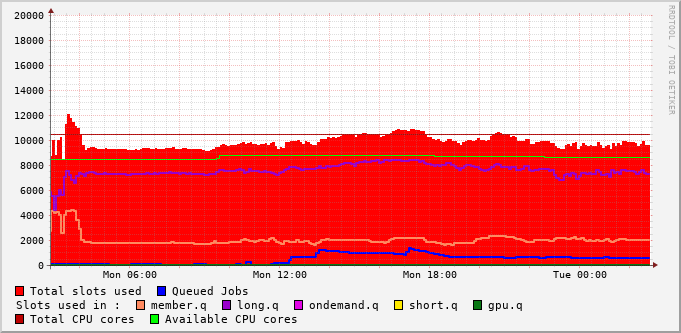 20000
18000
16000
14000
12000
10000
8000
6000
4000
2000
0
Mon 06:00 Mon 12:00 Mon 18:00 Tue 00:00
RRDTOOL / TOBI OETIKER
Total slots used Queued Jobs
Slots used in : member.q long.q ondemand.q short.q gpu.q
Total CPU cores Available CPU cores